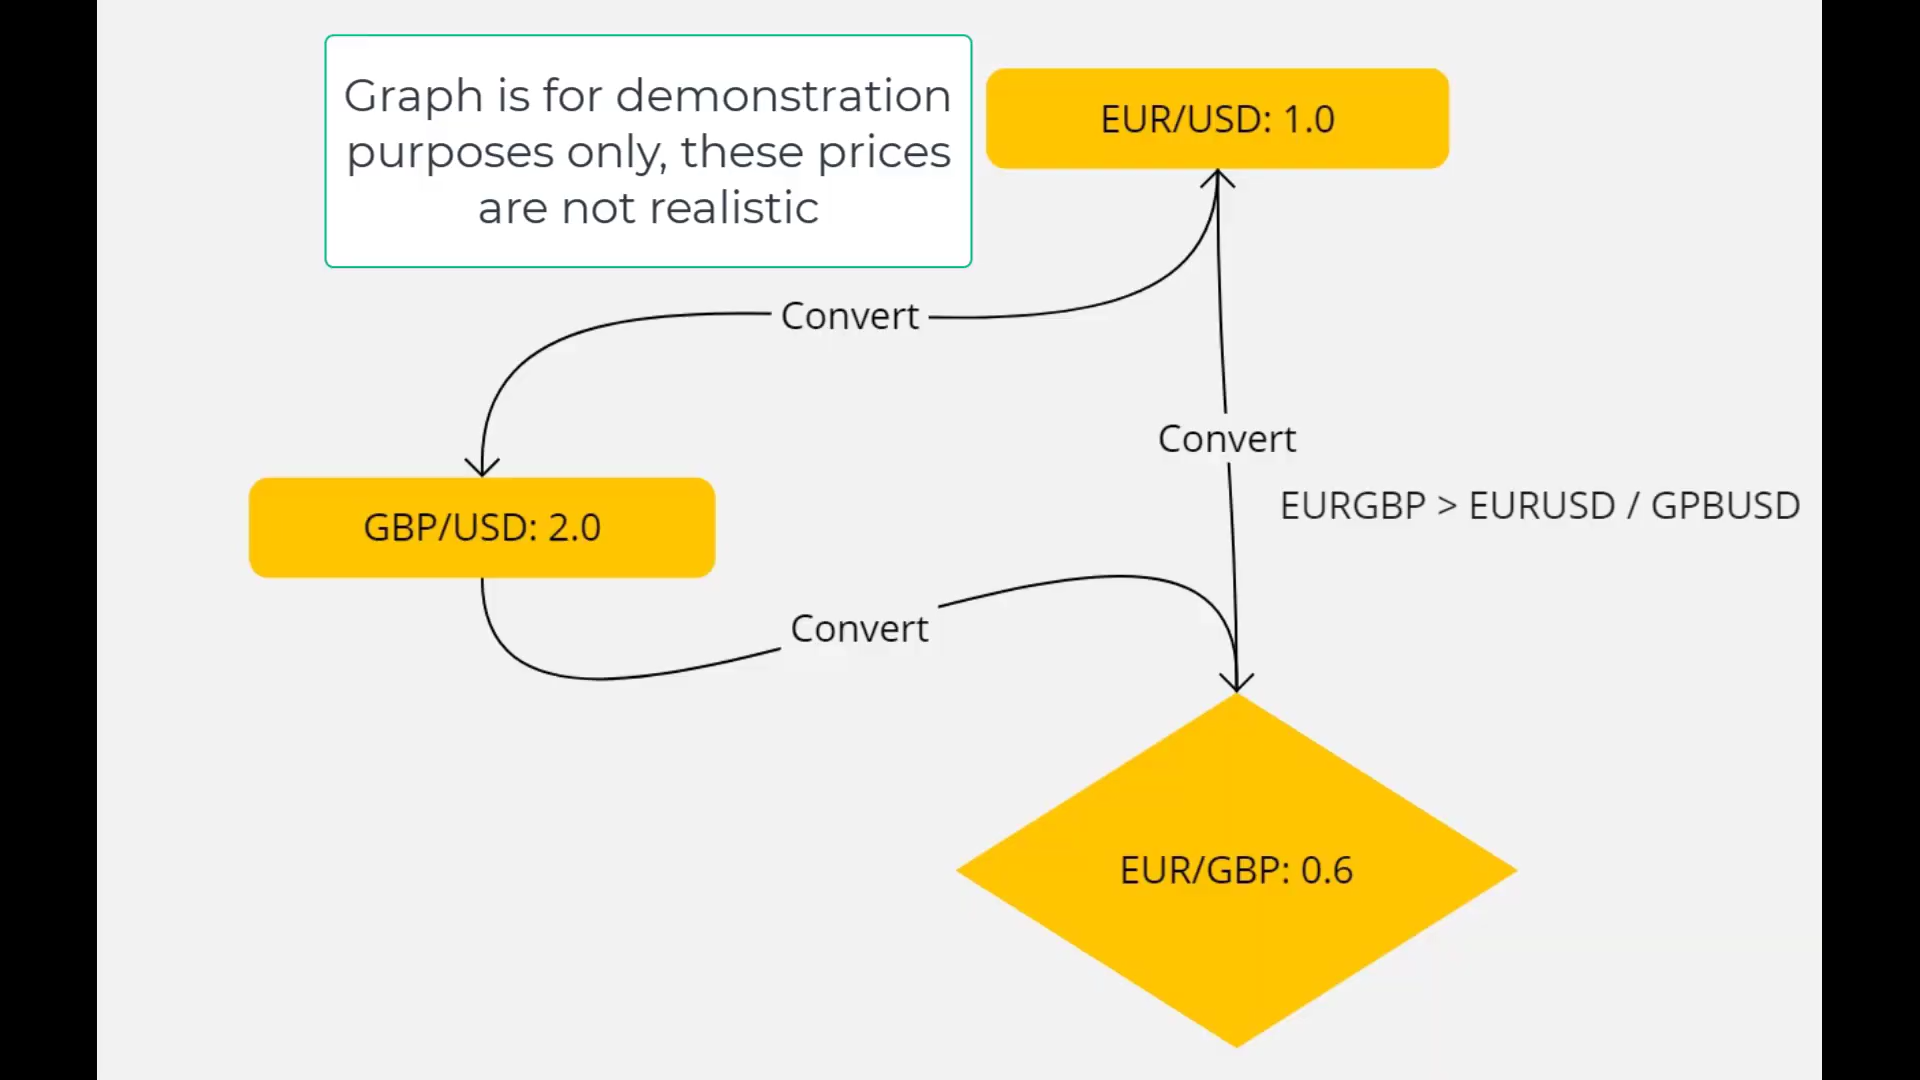 Graph is for demonstration
purposes only, these prices
are not realistic
EUR/USD: 1.0
Convert
Convert
EURGBP > EURUSD / GPBUSD
GBP/USD: 2.0
Convert
EUR/GBP: 0.6